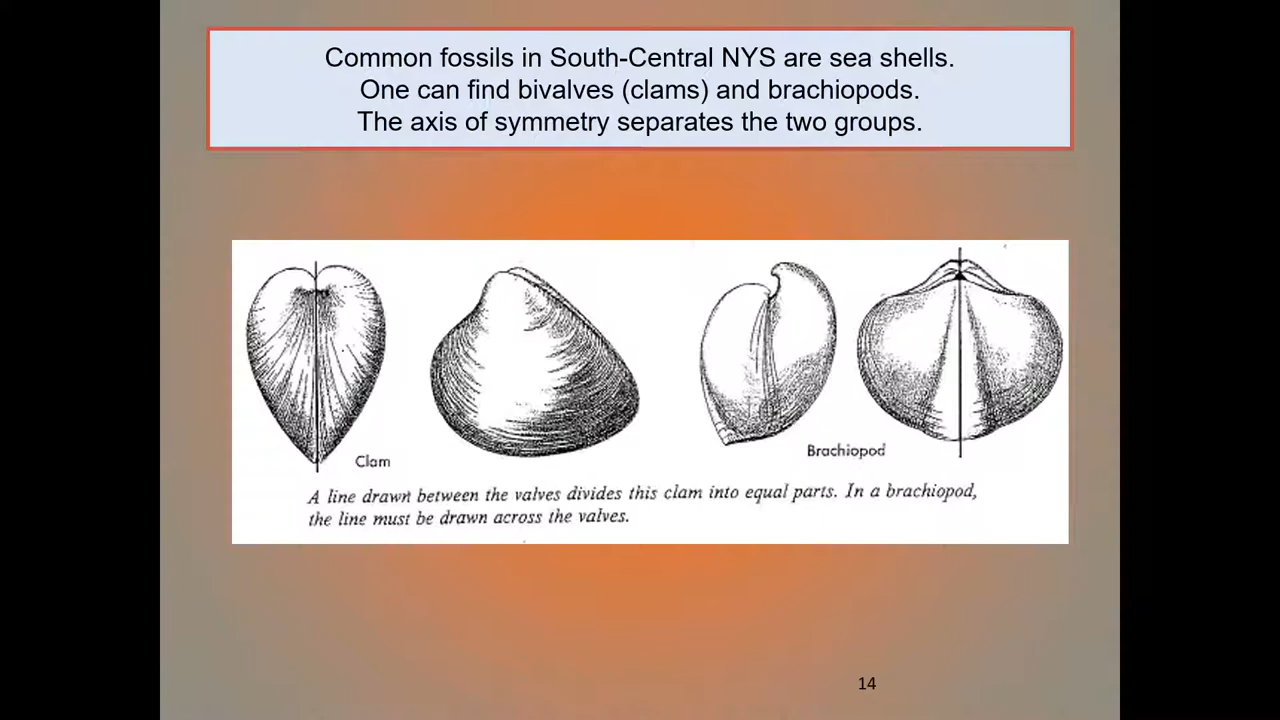 Common fossils in South-Central NYS are sea shells.
One can find bivalves (clams) and brachiopods.
The axis of symmetry separates the two groups.
Clam
Brachiopod
A line drawn between the valves divides this clam into equal parts. In a brachiopod,
the line must be drawn across the valves.
14